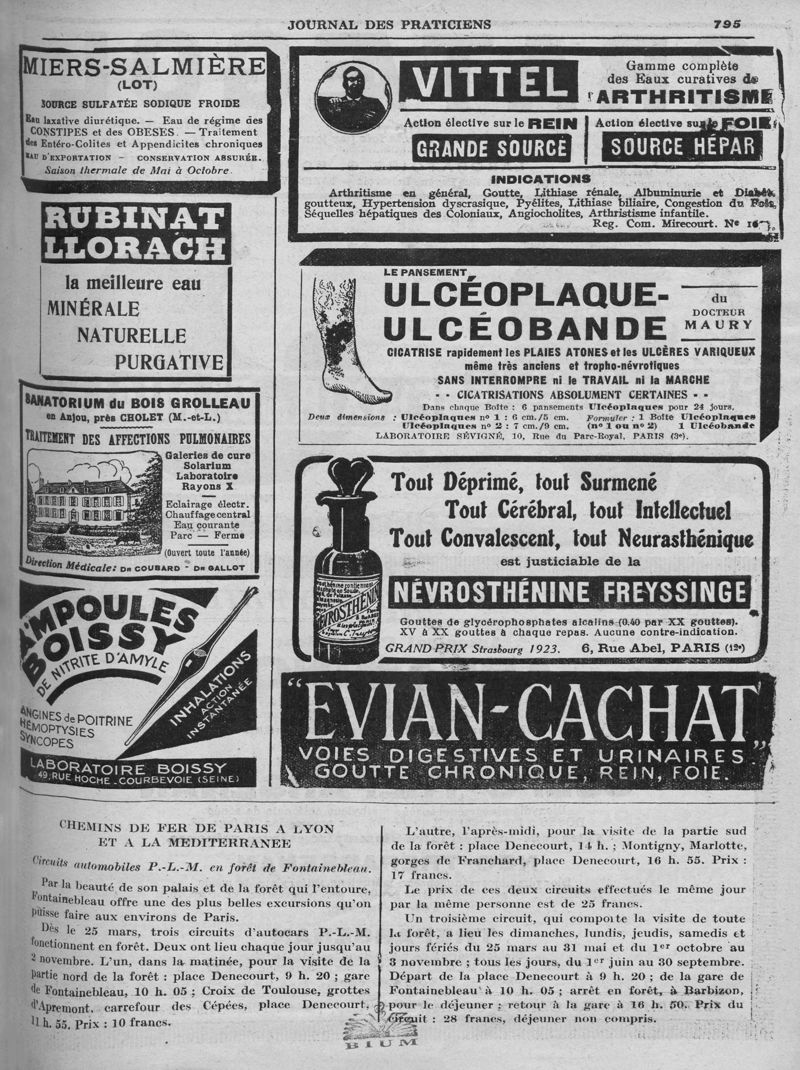 JOURNAL DES PRATICIENS 795
MIERS-SALMIÈRE
(LOT)
SOURCE SULFATÉE SODIQUE FROIDE
Eau laxative diurétique. — Eau de régime des
CONSTIPES et des OBESES. — Traitement
des Entéro-Colites et Appendicites chroniques
EAU D'EXPORTATION — CONSERVATION ASSURÉE.
Saison thermale de Mai à Octobre.
RUBINAT
LLORACH
la meilleure eau
MINÉRALE
NATURELLE
PURGATIVE
SANATORIUM du BOIS GROLLEAU
en Anjou, près CHOLET (M.-et-L.)
TRAITEMENT DES AFFECTIONS PULMONAIRES
Galeries de cure
Solarium
Laboratoire
Rayons X
Eclairage électr.
Chauffage central
Eau courante
Parc — Ferme
(Ouvert toute l'année)
Direction Médicale: DR COUBARD - DR GALLOT
AMPOULES
BOISSY
DE NITRITE D'AMYLE
INHALATIONS
ACTION
INSTANTANÉE
ANGINES de POITRINE
HÉMOPTYSIES
SYNCOPES
LABORATOIRE BOISSY
49, RUE HOCHE - COURBEVOIE (SEINE)
VITTEL
Gamme complète
des Eaux curatives de
l'ARTHRITISME
Action élective sur le REIN
GRANDE SOURCE
Action élective sur le FOIE
SOURCE HÉPAR
INDICATIONS
Arthritisme en général, Goutte, Lithiase rénale, Albuminurie et Diabète
goutteux, Hypertension dyscrasique, Pyélites, Lithiase biliaire, Congestion du Foie,
Séquelles hépatiques des Coloniaux, Angiocholites, Arthristisme infantile.
Reg. Com. Mirecourt. No
LE PANSEMENT
ULCÉOPLAQUE-
ULCÉOBANDE
du
DOCTEUR
MAURY
CICATRISE rapidement les PLAIES ATONES et les ULCÈRES VARIQUEUX
même très anciens et tropho-névrotiques
SANS INTERROMPRE ni le TRAVAIL ni la MARCHE
- - CICATRISATIONS ABSOLUMENT CERTAINES - -
Dans chaque Boîte : 6 pansements Ulcéoplaques pour 24 jours.
Deux dimensions : Ulcéoplaques no 1 : 6 cm./5 cm. Formuler : 1 Boîte Ulcéoplaques
Ulcéoplaques no 2 : 7 cm./9 cm. (no 1 ou no 2) 1 Ulcéobande
LABORATOIRE SÉVIGNÉ, 10, Rue du Parc-Royal, PARIS (3e).
Tout Déprimé, tout Surmené
Tout Cérébral, tout Intellectuel
Tout Convalescent, tout Neurasthénique
est justiciable de la
NÉVROSTHÉNINE FREYSSINGE
Gouttes de glycérophosphates alcalins (0.40 par XX gouttes).
XV à XX gouttes à chaque repas. Aucune contre-indication.
GRAND PRIX Strasbourg 1923. 6, Rue Abel, PARIS (12e)
"EVIAN-CACHAT"
VOIES DIGESTIVES ET URINAIRES
GOUTTE CHRONIQUE, REIN, FOIE.
CHEMINS DE FER DE PARIS A LYON
ET A LA MEDITERRANEE
Circuits automobiles P.-L.-M. en forêt de Fontainebleau.
Par la beauté de son palais et de la forêt qui l'entoure,
Fontainebleau offre une des plus belles excursions qu'on
puisse faire aux environs de Paris.
Dès le 25 mars, trois circuits d'autocars P.-L.-M.
fonctionnent en forêt. Deux ont lieu chaque jour jusqu'au
2 novembre. L'un, dans la matinée, pour la visite de la
partie nord de la forêt : place Denecourt, 9 h. 20 ; gare
de Fontainebleau, 10 h. 05 ; Croix de Toulouse, grottes
d'Apremont, carrefour des Cépées, place Denecourt,
11 h. 55. Prix : 10 francs.
L'autre, l'après-midi, pour la visite de la partie sud
de la forêt : place Denecourt, 14 h. ; Montigny, Marlotte,
gorges de Franchard, place Denecourt, 16 h. 55. Prix :
17 francs.
Le prix de ces deux circuits effectués le même jour
par la même personne est de 25 francs.
Un troisième circuit, qui comporte la visite de toute
la forêt, a lieu les dimanches, lundis, jeudis, samedis et
jours fériés du 25 mars au 31 mai et du 1er octobre au
3 novembre ; tous les jours, du 1er juin au 30 septembre.
Départ de la place Denecourt à 9 h. 20 ; de la gare de
Fontainebleau à 10 h. 05 ; arrêt en forêt, à Barbizon,
pour le déjeuner ; retour à la gare à 16 h. 50. Prix du
circuit : 28 francs, déjeuner non compris.
BIUM